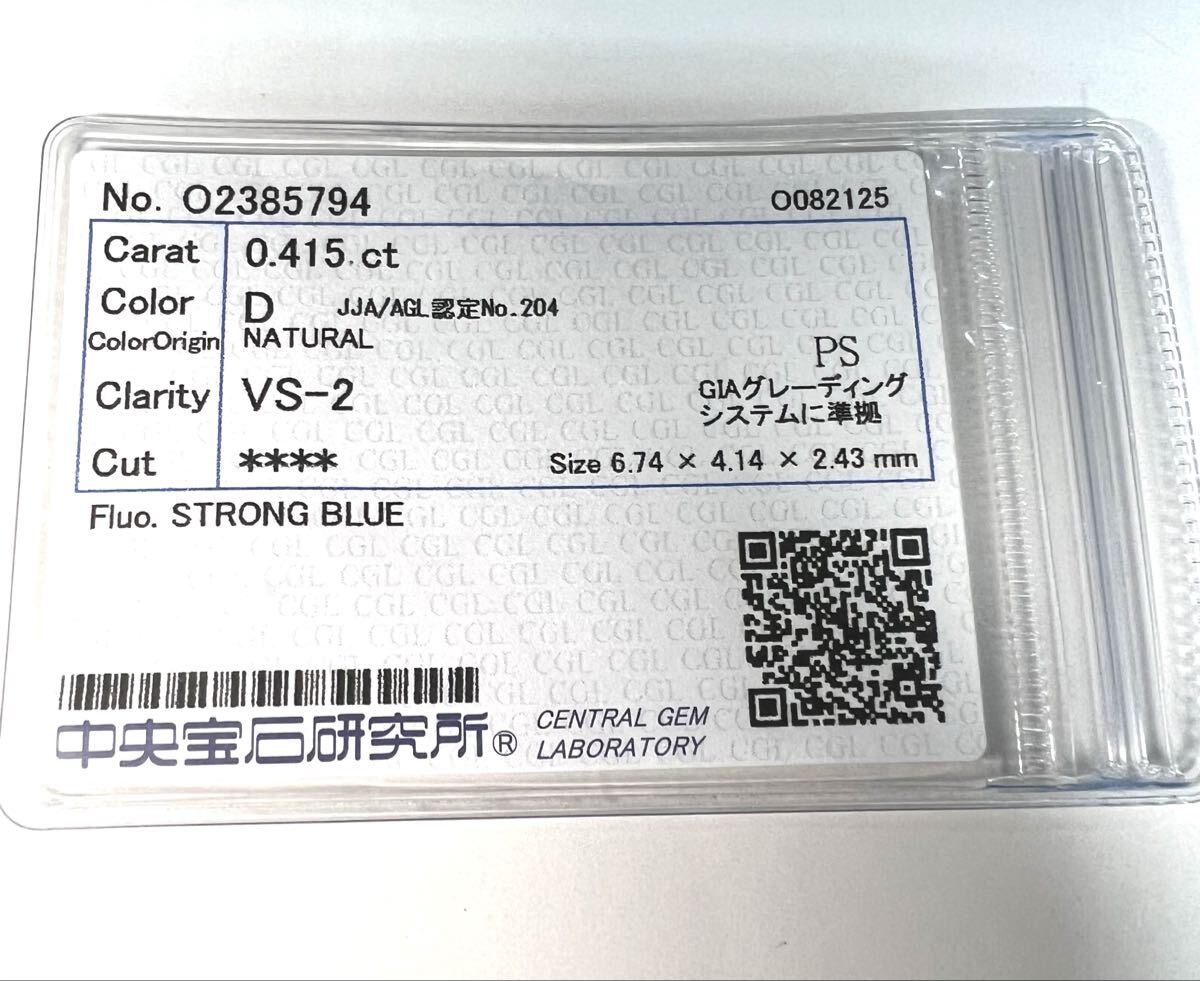 No. O2385794
O082125
Carat 0.415 ct
Color D JJA/AGL認定No.204
ColorOrigin NATURAL
PS
Clarity VS-2
GIAグレーディング
システムに準拠
Cut ****
Size 6.74 × 4.14 × 2.43 mm
Fluo. STRONG BLUE
中央宝石研究所®
CENTRAL GEM
LABORATORY